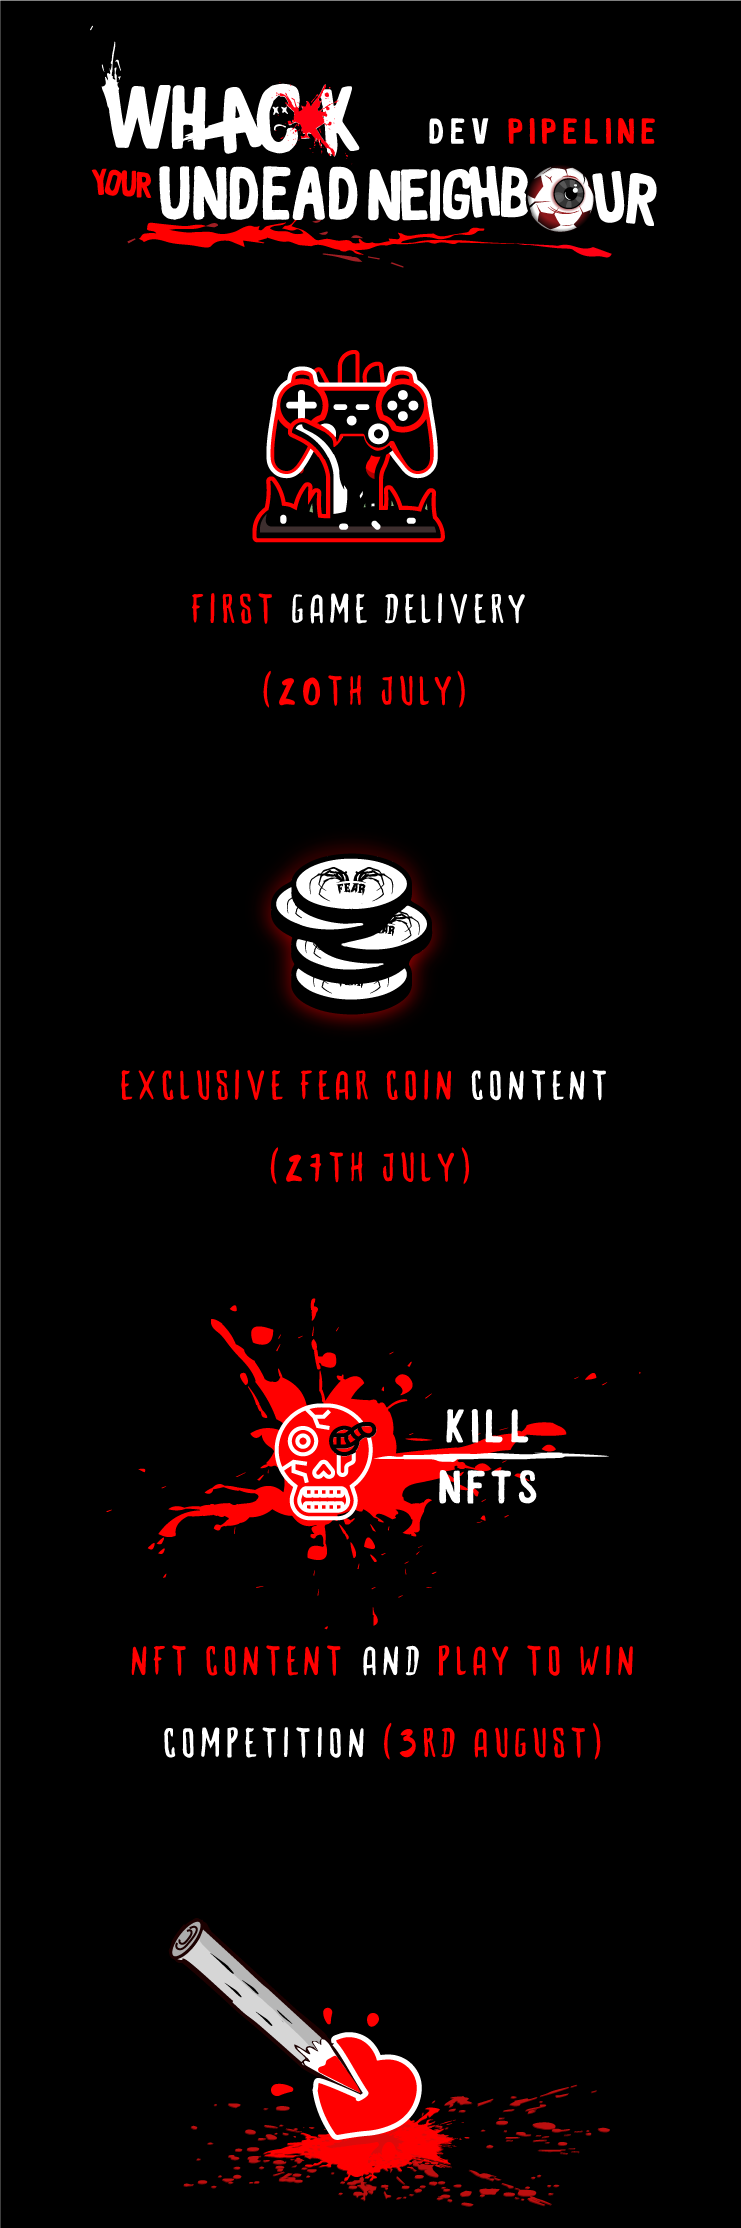 WHACK
DEV PIPELINE
YOUR UNDEAD NEIGHBOUR
FIRST GAME DELIVERY
(20TH JULY)
FEAR
EXCLUSIVE FEAR COIN CONTENT
(27TH JULY)
KILL
NFTS
NFT CONTENT AND PLAY TO WIN
COMPETITION (3RD AUGUST)